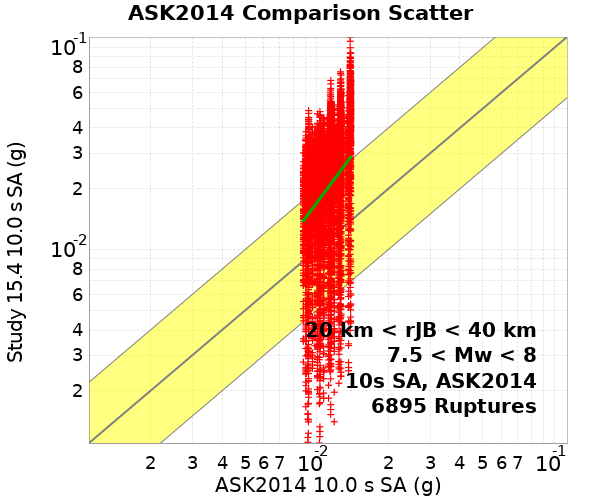 ASK2014 Comparison Scatter
Study 15.4 10.0 s SA (g)
10-1
8
6
4
3
2
10-2
8
6
4
3
2
20 km < rJB < 40 km
7.5 < Mw < 8
10s SA, ASK2014
6895 Ruptures
2 3 4 5 6 7 10-2 2 3 4 5 6 7 10-1
ASK2014 10.0 s SA (g)